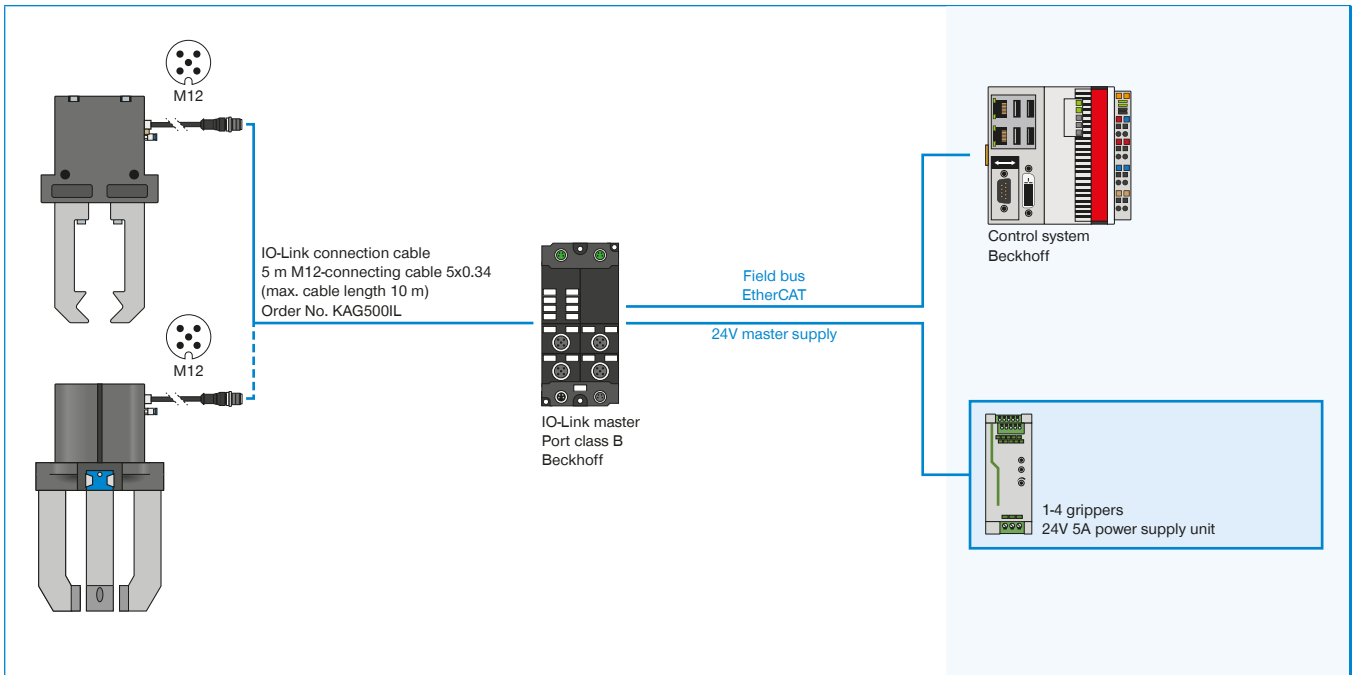 M12
IO-Link connection cable
5 m M12-connecting cable 5x0.34
(max. cable length 10 m)
Order No. KAG500IL
M12
IO-Link master
Port class B
Beckhoff
Field bus
EtherCAT
24V master supply
Control system
Beckhoff
1-4 grippers
24V 5A power supply unit